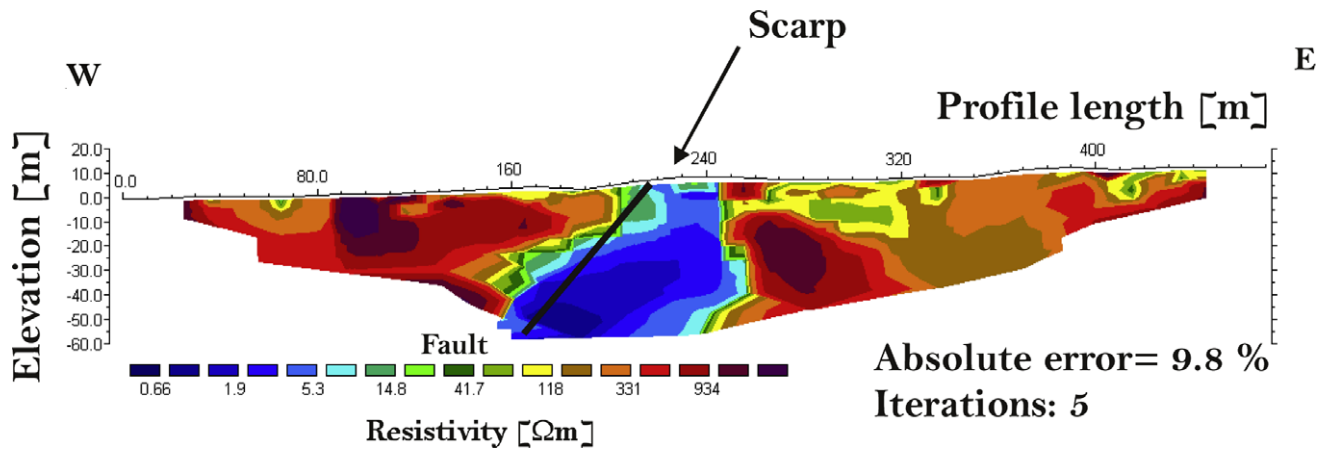 Scarp
W
E
Profile length [m]
Elevation [m]
20.0
10.0
0.0
-10.0
-20.0
-30.0
-40.0
-50.0
-60.0
0.0 80.0 160 240 320 400
Fault
0.66 1.9 5.3 14.8 41.7 118 331 934
Resistivity [Ωm]
Absolute error= 9.8 %
Iterations: 5